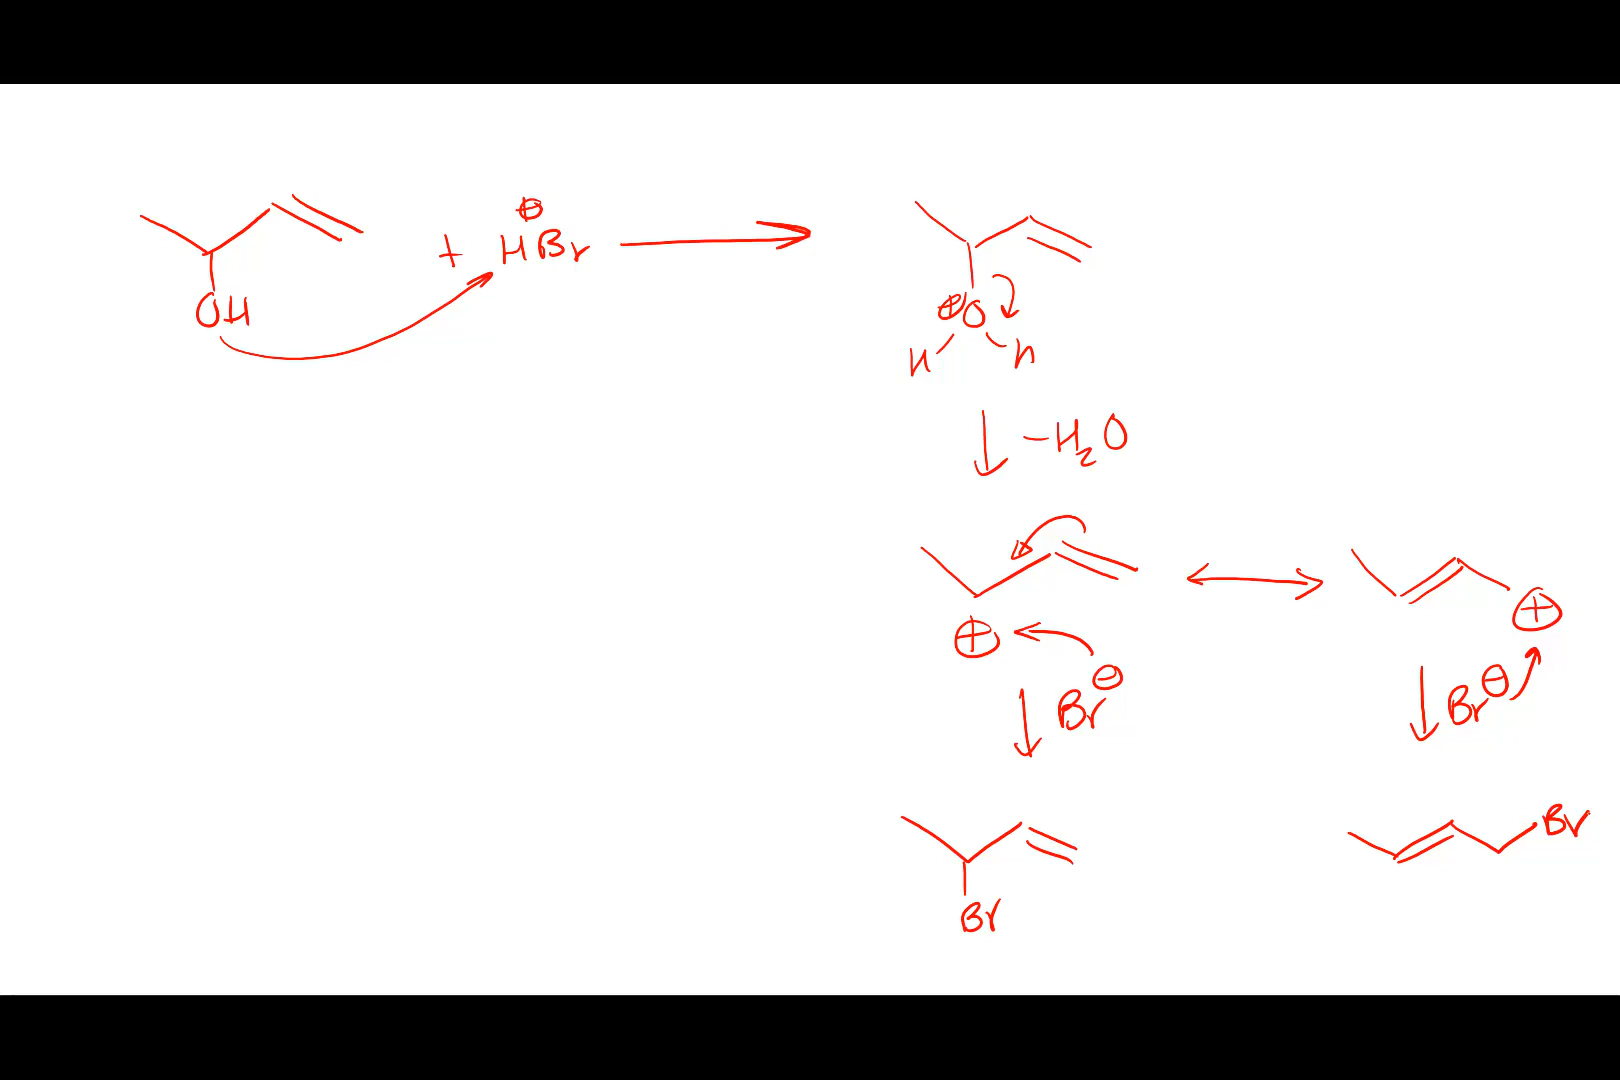 ⊕
+ HBr
OH
⊕O
H H
-H₂O
⊕ ⊕
Br⊖ Br⊖
Br
Br